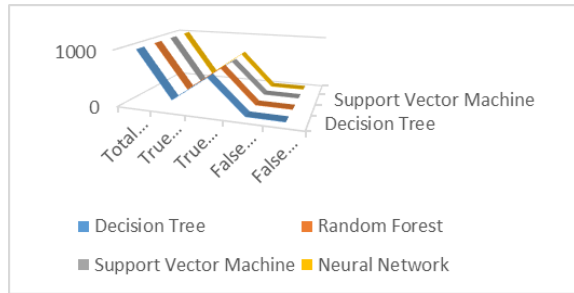 1000
0
Total...
True...
True...
False...
False...
Support Vector Machine
Decision Tree
Decision Tree
Random Forest
Support Vector Machine
Neural Network